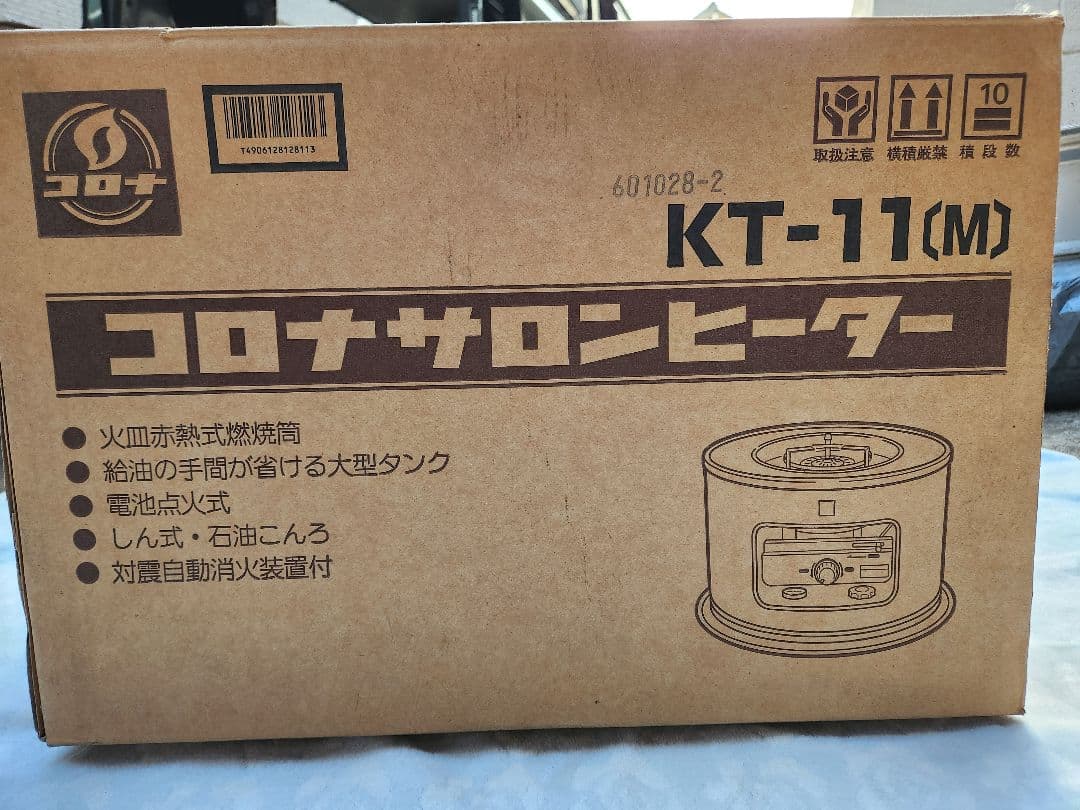 コロナ
T4906128128113
10
取扱注意 横積厳禁 積段数
601028-2
KT-11(M)
コロナサロンヒーター
● 火皿赤熱式燃焼筒
● 給油の手間が省ける大型タンク
● 電池点火式
● しん式・石油こんろ
● 対震自動消火装置付